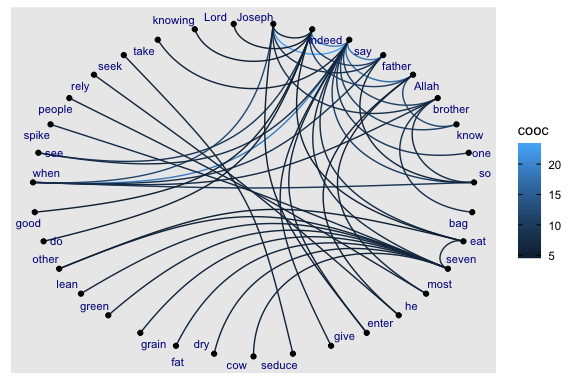 knowing Lord Joseph
indeed
take say
seek father
rely Allah
people brother
spike know
see one
when so
good bag
do eat
other seven
lean most
green he
grain enter
fat dry give
cow seduce
cooc
20
15
10
5